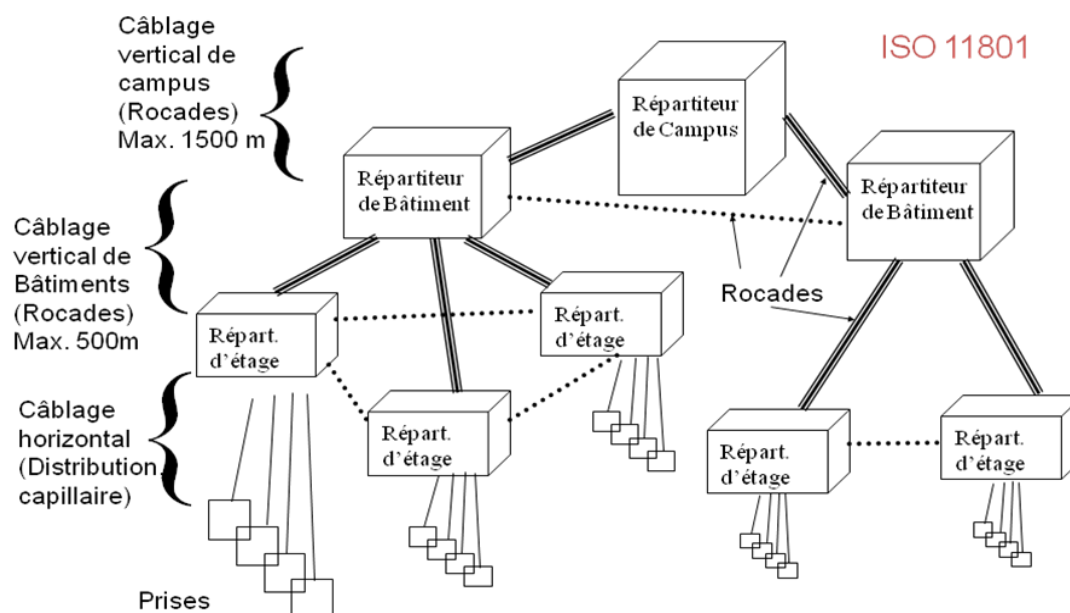 Câblage
vertical de
campus
(Rocades)
Max. 1500 m
ISO 11801
Répartiteur
de Campus
Répartiteur
de Bâtiment
Répartiteur
de Bâtiment
Câblage
vertical de
Bâtiments
(Rocades)
Max. 500m
Rocades
Répart.
d'étage
Répart.
d'étage
Câblage
horizontal
(Distribution
capillaire)
Répart.
d'étage
Répart.
d'étage
Répart.
d'étage
Prises